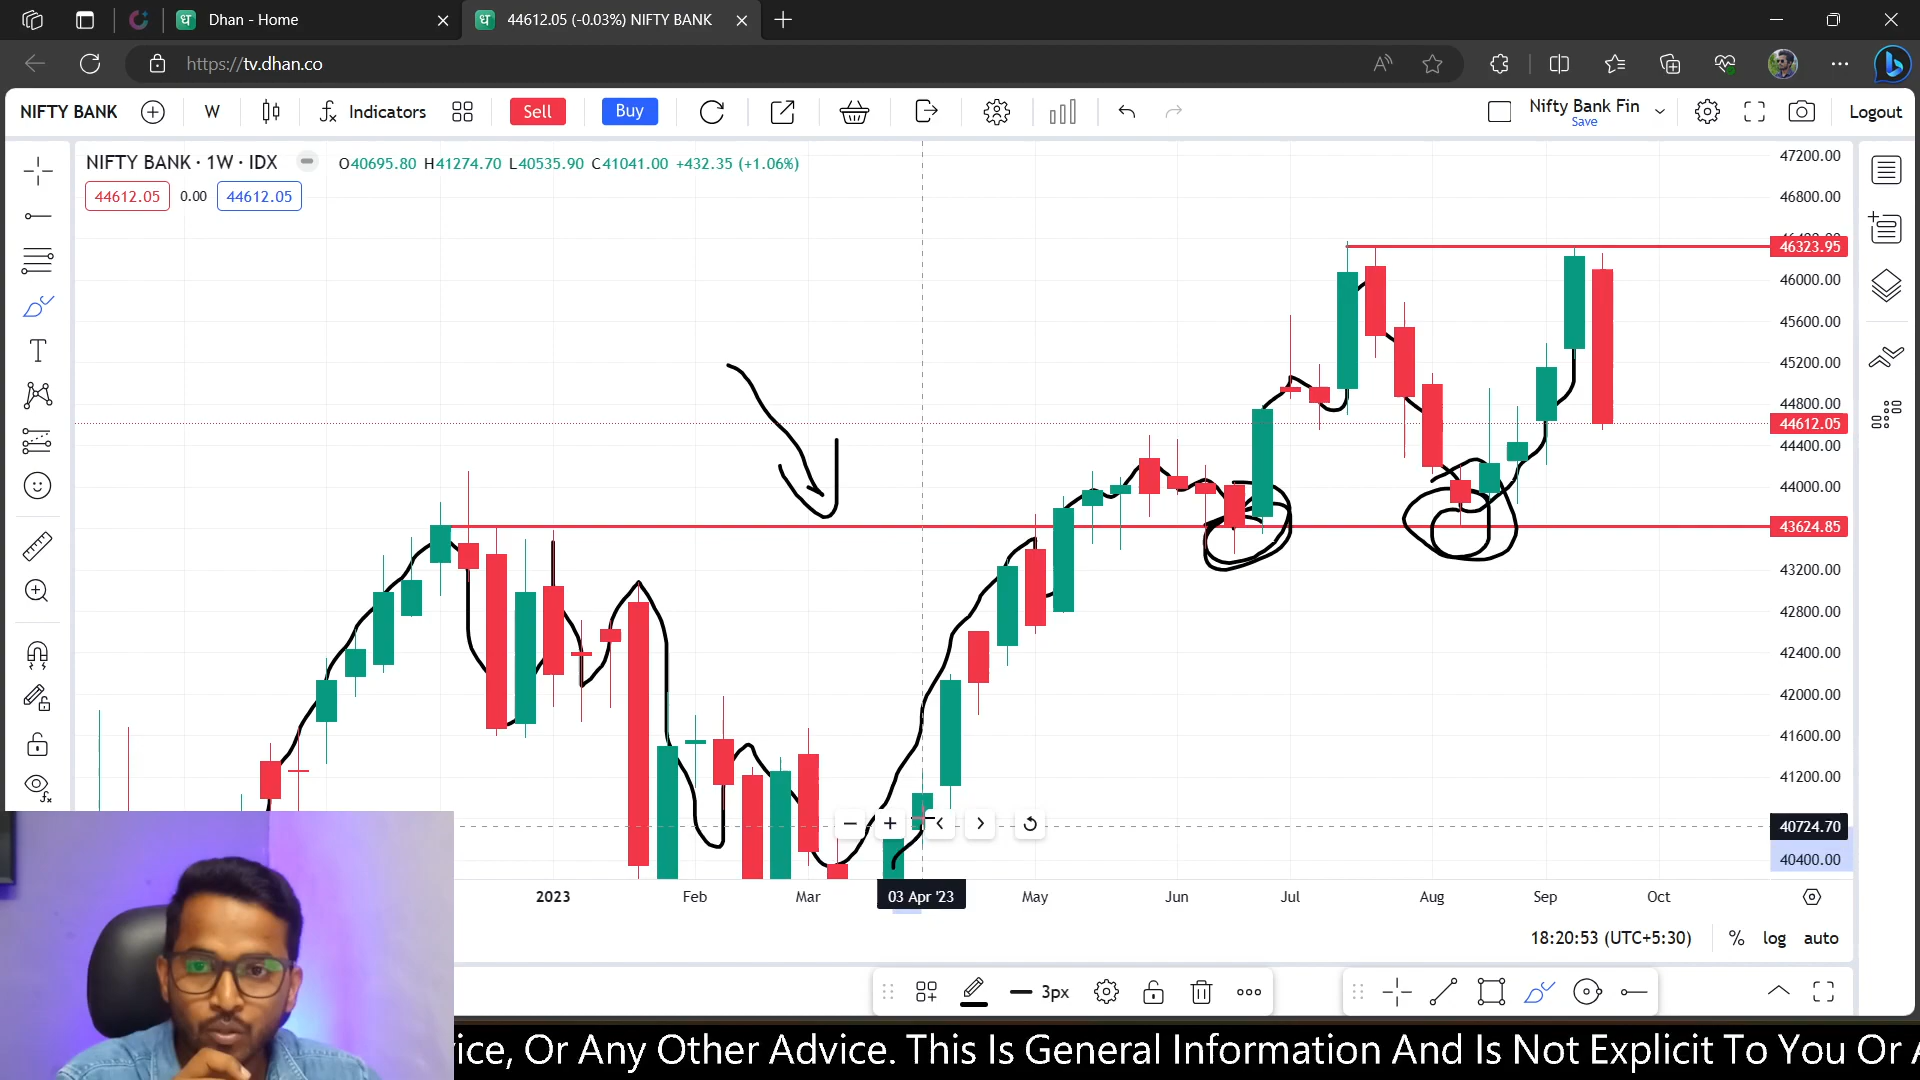 Dhan - Home
44612.05 (-0.03%) NIFTY BANK
https://tv.dhan.co
NIFTY BANK
W
Indicators
Sell
Buy
Nifty Bank Fin
Save
Logout
NIFTY BANK · 1W · IDX
O40695.80 H41274.70 L40535.90 C41041.00 +432.35 (+1.06%)
44612.05
0.00
44612.05
47200.00
46800.00
46323.95
46000.00
45600.00
45200.00
44800.00
44612.05
44400.00
44000.00
43624.85
43200.00
42800.00
42400.00
42000.00
41600.00
41200.00
40724.70
40400.00
2023
Feb
Mar
03 Apr '23
May
Jun
Jul
Aug
Sep
Oct
18:20:53 (UTC+5:30)
%
log
auto
3px
ice, Or Any Other Advice. This Is General Information And Is Not Explicit To You Or